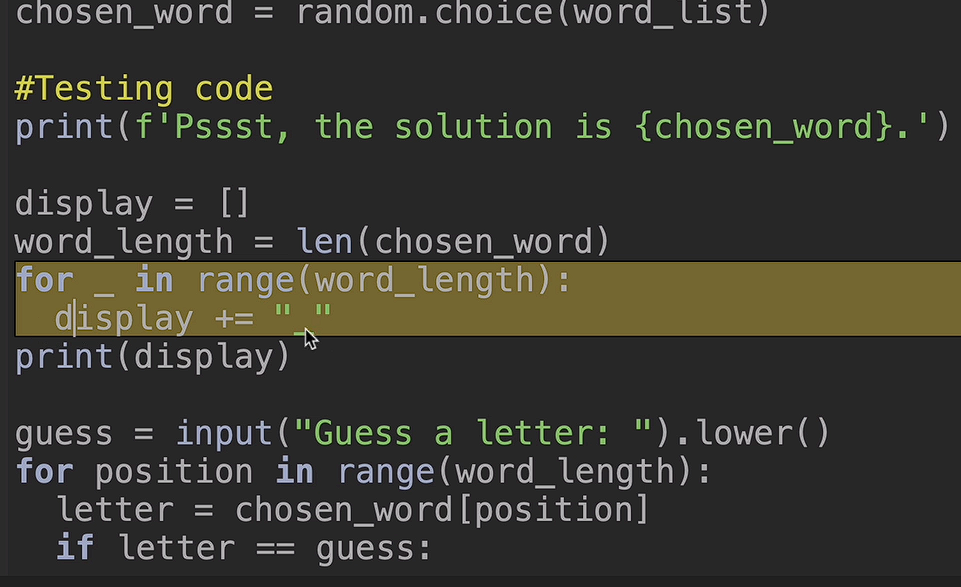 chosen_word = random.choice(word_list)
#Testing code
print(f'Pssst, the solution is {chosen_word}.')
display = []
word_length = len(chosen_word)
for _ in range(word_length):
  display += "_"
print(display)
guess = input("Guess a letter: ").lower()
for position in range(word_length):
  letter = chosen_word[position]
  if letter == guess: